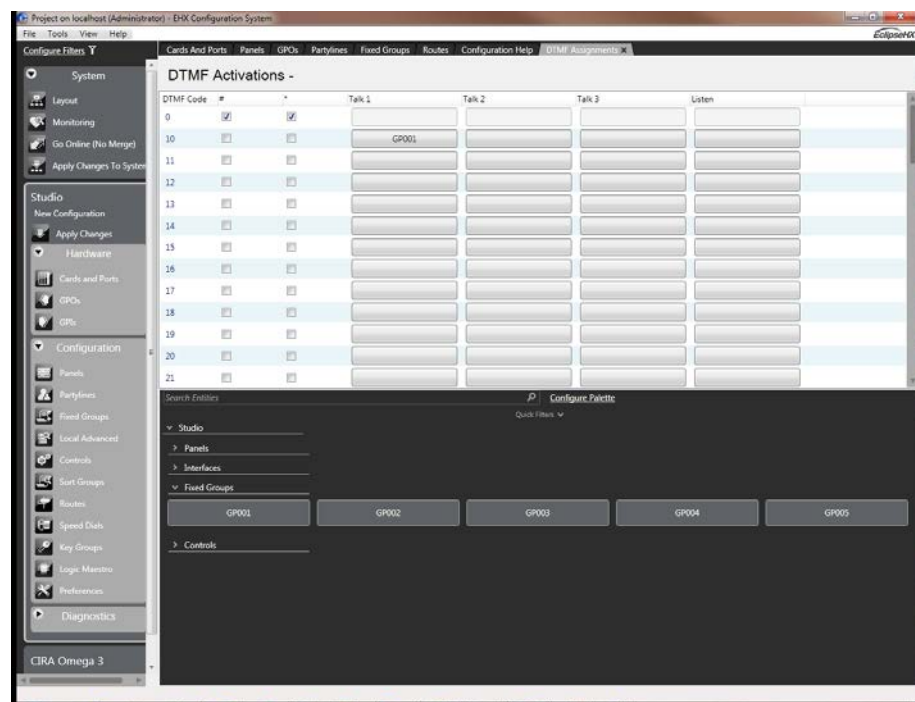 Project on localhost (Administrator) - EHX Configuration System
File Tools View Help
EclipseHX
Configure Filters
Cards And Ports Panels GPOs Partylines Fixed Groups Routes Configuration Help DTMF Assignments x
System
Layout
Monitoring
Go Online (No Merge)
Apply Changes To System
Studio
New Configuration
Apply Changes
Hardware
Cards and Ports
GPOs
GPIs
Configuration
Panels
Partylines
Fixed Groups
Local Advanced
Controls
Sort Groups
Routes
Speed Dials
Key Groups
Logic Maestro
Preferences
Diagnostics
CIRA Omega 3
DTMF Activations -
DTMF Code # * Talk 1 Talk 2 Talk 3 Listen
0
10 GP001
11
12
13
14
15
16
17
18
19
20
21
Search Entities Configure Palette
Quick Filters
Studio
Panels
Interfaces
Fixed Groups
GP001 GP002 GP003 GP004 GP005
Controls